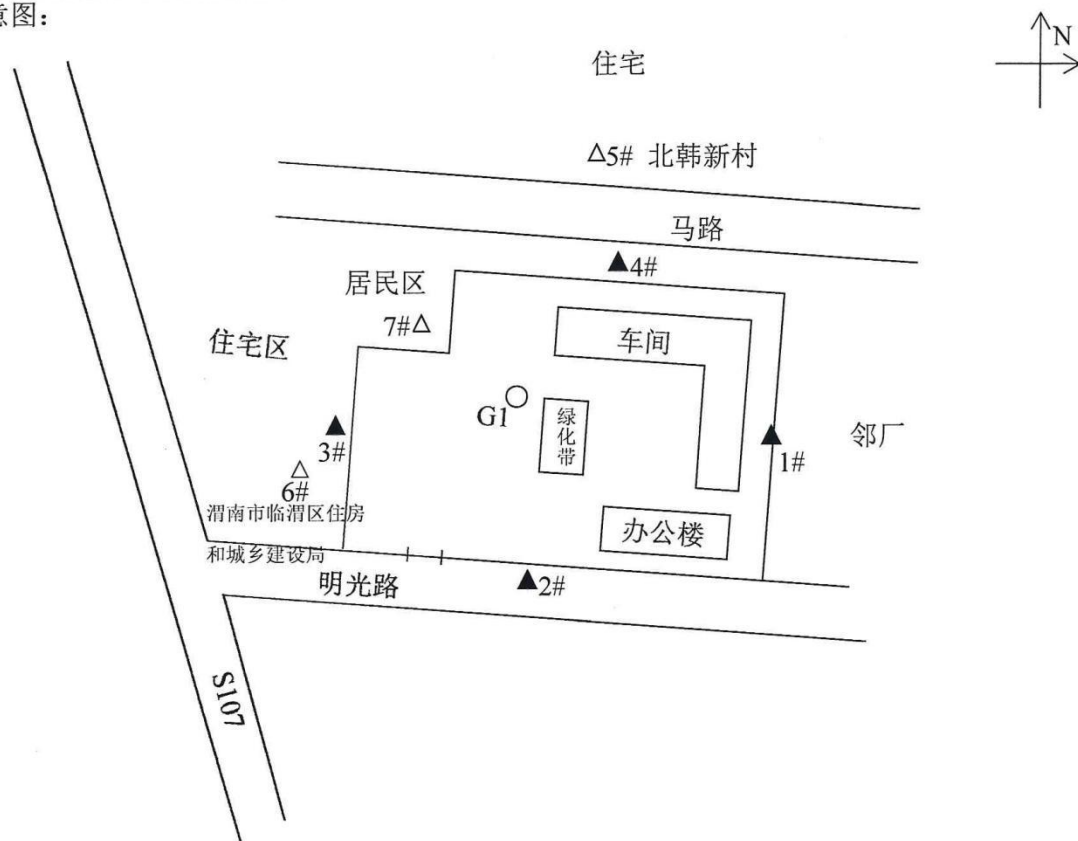 意图：
N
住宅
△5# 北韩新村
马路
▲4#
居民区
7#△
住宅区
车间
G1
绿化带
▲
3#
1#
邻厂
△
6#
渭南市临渭区住房
和城乡建设局
办公楼
明光路
▲2#
S107